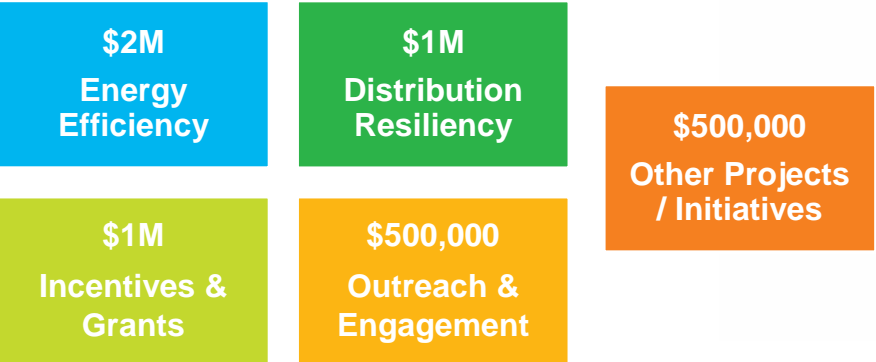 $2M
Energy
Efficiency
$1M
Distribution
Resiliency
$500,000
Other Projects
/ Initiatives
$1M
Incentives &
Grants
$500,000
Outreach &
Engagement